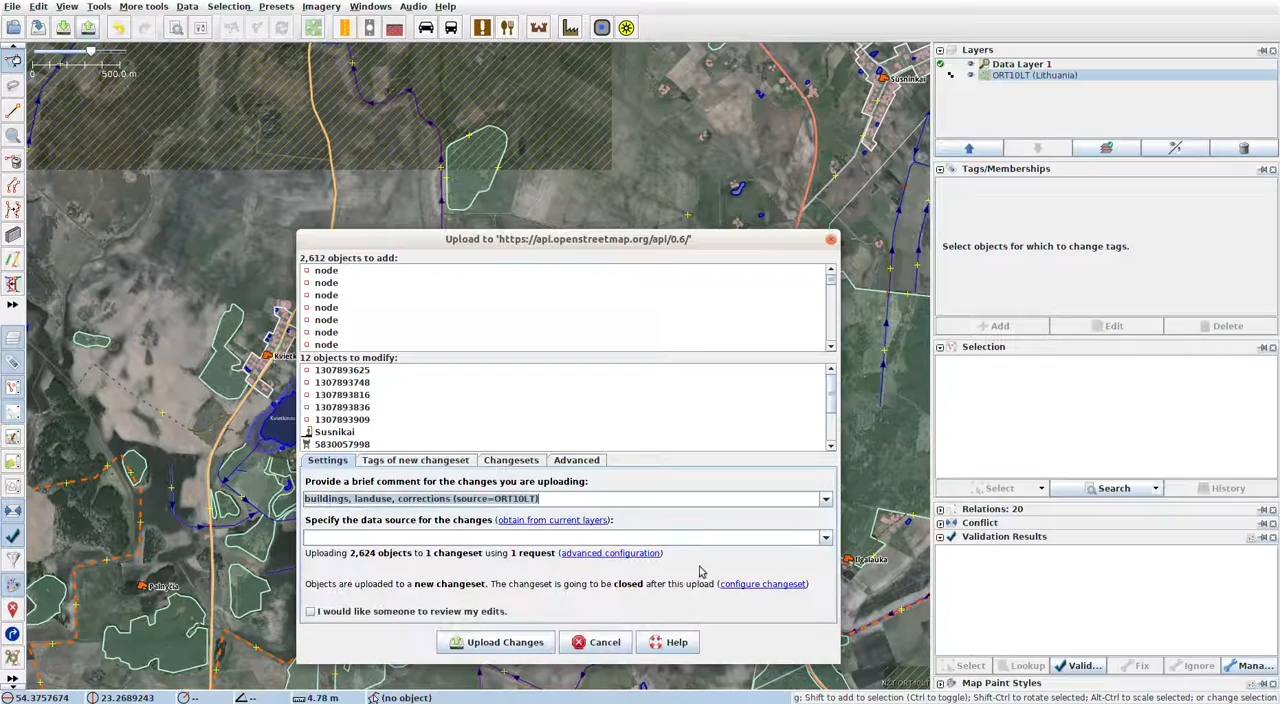 File Edit View Tools More tools Data Selection Presets Imagery Windows Audio Help
0 500.0 m
Susninkai
Kvietk
Kvietkinis
Palnyčia
Ūgalauka
NŽT ORT10LT
Layers
Data Layer 1
ORT10LT (Lithuania)
Tags/Memberships
Select objects for which to change tags.
Add Edit Delete
Selection
Select Search History
Relations: 20
Conflict
Validation Results
Select Lookup Valid... Fix Ignore Mana...
Map Paint Styles
Upload to 'https://api.openstreetmap.org/api/0.6/'
2,612 objects to add:
node
node
node
node
node
node
node
12 objects to modify:
1307893625
1307893748
1307893816
1307893836
1307893909
Susnikai
5830057998
Settings Tags of new changeset Changesets Advanced
Provide a brief comment for the changes you are uploading:
buildings, landuse, corrections (source=ORT10LT)
Specify the data source for the changes (obtain from current layers):
Uploading 2,624 objects to 1 changeset using 1 request (advanced configuration)
Objects are uploaded to a new changeset. The changeset is going to be closed after this upload (configure changeset)
I would like someone to review my edits.
Upload Changes Cancel Help
54.3757674 23.2689243 -- -- 4.78 m (no object) g; Shift to add to selection (Ctrl to toggle); Shift-Ctrl to rotate selected; Alt-Ctrl to scale selected; or change selection